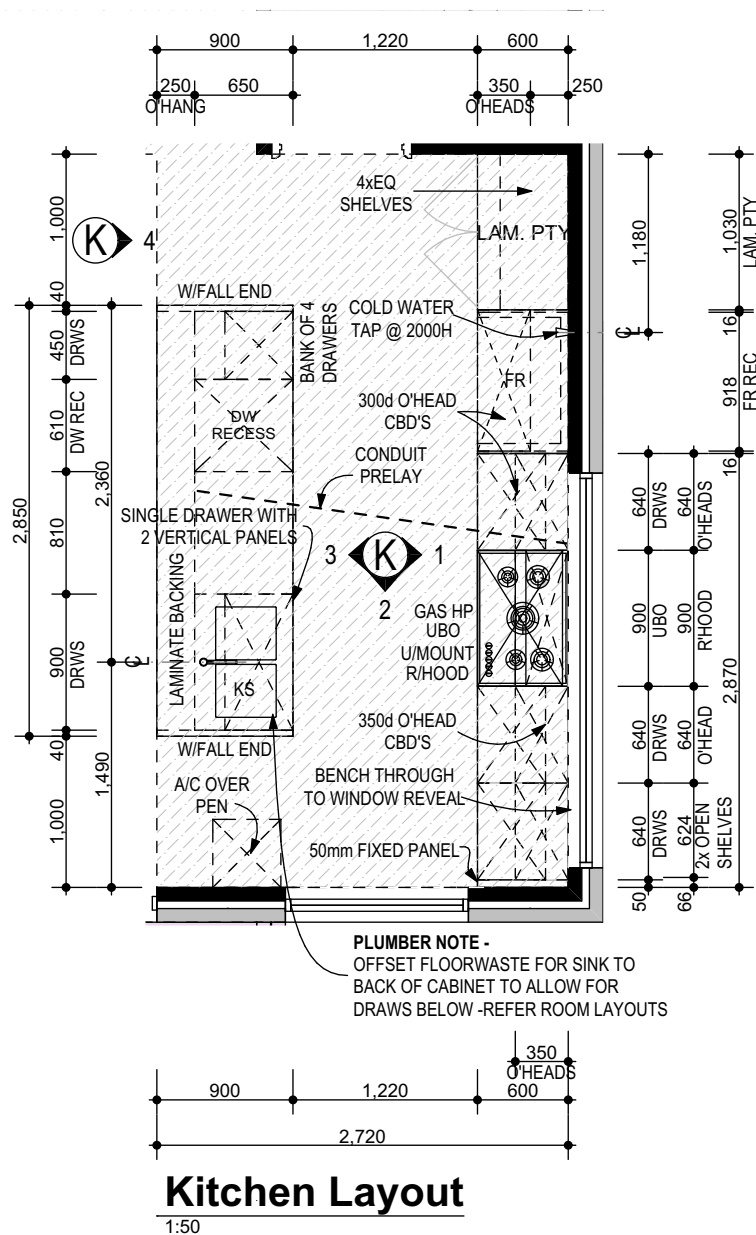 900
1,220
600
250
O'HANG
650
350
O'HEADS
250
4xEQ
SHELVES
LAM. PTY
1,180
1,030
LAM. PTY
1,000
K
4
W/FALL END
BANK OF 4
DRAWERS
COLD WATER
TAP @ 2000H
CL
16
40
450
DRWS
FR
918
FR REC
DW
RECESS
300d O'HEAD
CBD'S
610
DW REC
CONDUIT
PRELAY
16
2,850
2,360
SINGLE DRAWER WITH
2 VERTICAL PANELS
640
DRWS
640
O'HEADS
810
LAMINATE BACKING
3
K
1
2
GAS HP
UBO
U/MOUNT
R/HOOD
900
UBO
900
R'HOOD
2,870
900
DRWS
CL
KS
350d O'HEAD
CBD'S
640
DRWS
640
O'HEAD
40
W/FALL END
1,490
A/C OVER
PEN
BENCH THROUGH
TO WINDOW REVEAL
1,000
50mm FIXED PANEL
640
DRWS
624
2x OPEN
SHELVES
50
66
PLUMBER NOTE -
OFFSET FLOORWASTE FOR SINK TO
BACK OF CABINET TO ALLOW FOR
DRAWS BELOW -REFER ROOM LAYOUTS
350
O'HEADS
900
1,220
600
2,720
Kitchen Layout
1:50